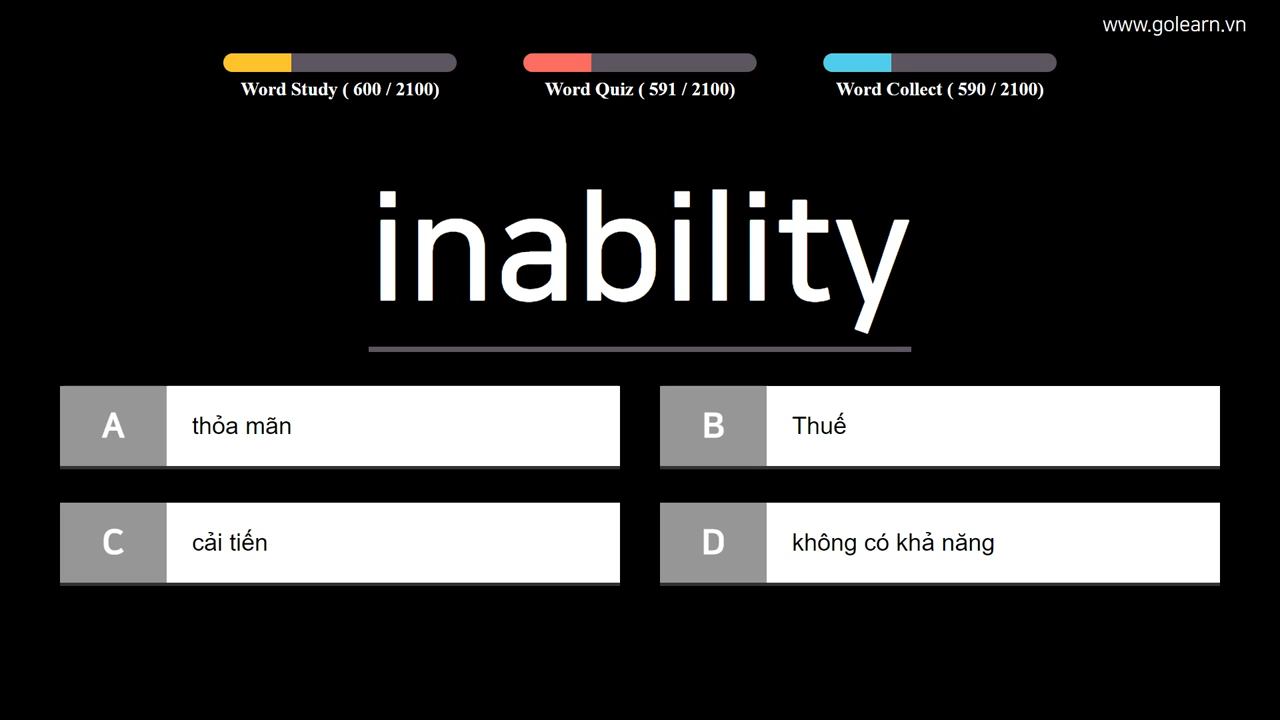 www.golearn.vn
Word Study ( 600 / 2100)
Word Quiz ( 591 / 2100)
Word Collect ( 590 / 2100)
inability
A thỏa mãn
B Thuế
C cải tiến
D không có khả năng